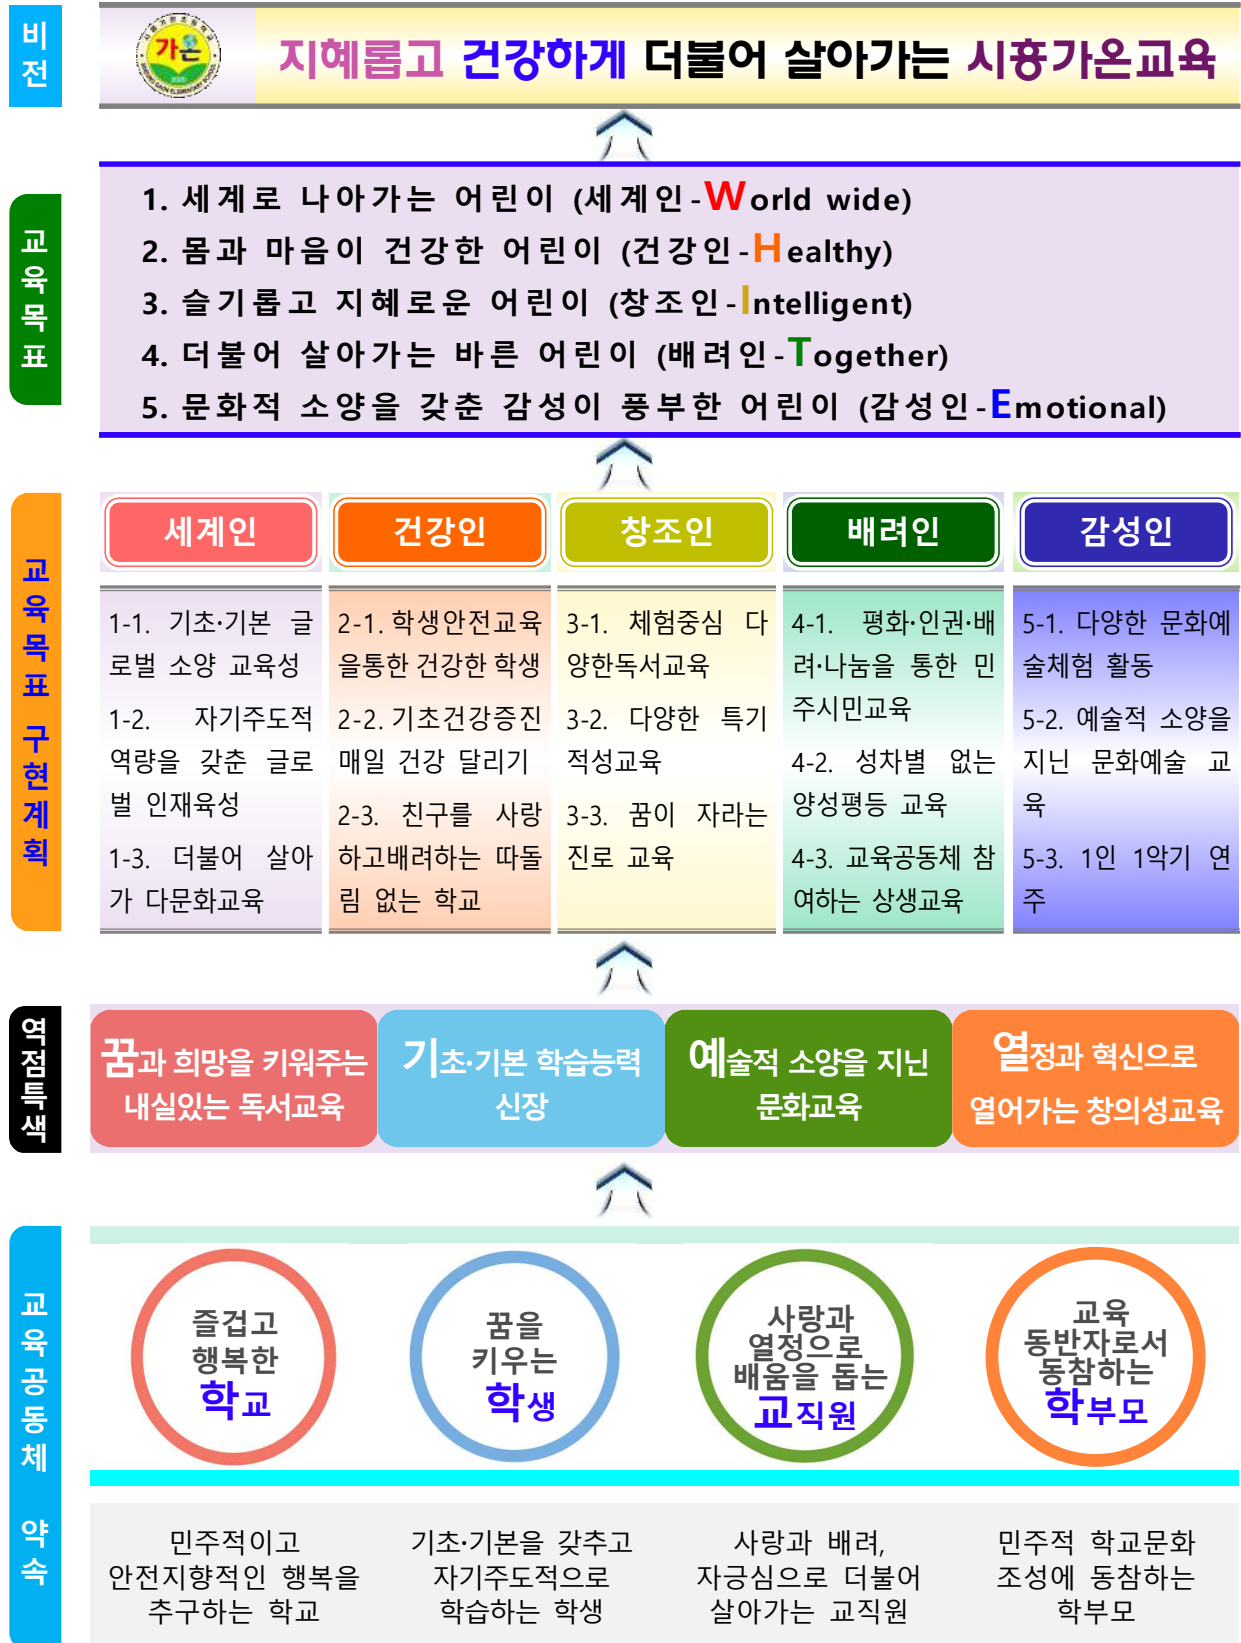 비전
가온
지혜롭고 건강하게 더불어 살아가는 시흥가온교육
교육목표
1. 세계로 나아가는 어린이 (세계인-World wide)
2. 몸과 마음이 건강한 어린이 (건강인-Healthy)
3. 슬기롭고 지혜로운 어린이 (창조인-Intelligent)
4. 더불어 살아가는 바른 어린이 (배려인-Together)
5. 문화적 소양을 갖춘 감성이 풍부한 어린이 (감성인-Emotional)
교육목표 구현계획
세계인
1-1. 기초·기본 글
로벌 소양 교육성
1-2. 자기주도적
역량을 갖춘 글로
벌 인재육성
1-3. 더불어 살아
가 다문화교육
건강인
2-1. 학생안전교육
을통한 건강한 학생
2-2. 기초건강증진
매일 건강 달리기
2-3. 친구를 사랑
하고배려하는 따돌
림 없는 학교
창조인
3-1. 체험중심 다
양한독서교육
3-2. 다양한 특기
적성교육
3-3. 꿈이 자라는
진로 교육
배려인
4-1. 평화·인권·배
려·나눔을 통한 민
주시민교육
4-2. 성차별 없는
양성평등 교육
4-3. 교육공동체 참
여하는 상생교육
감성인
5-1. 다양한 문화예
술체험 활동
5-2. 예술적 소양을
지닌 문화예술 교
육
5-3. 1인 1악기 연
주
역점특색
꿈과 희망을 키워주는
내실있는 독서교육
기초·기본 학습능력
신장
예술적 소양을 지닌
문화교육
열정과 혁신으로
열어가는 창의성교육
교육공동체 약속
즐겁고
행복한
학교
꿈을
키우는
학생
사랑과
열정으로
배움을 돕는
교직원
교육
동반자로서
동참하는
학부모
민주적이고
안전지향적인 행복을
추구하는 학교
기초·기본을 갖추고
자기주도적으로
학습하는 학생
사랑과 배려,
자긍심으로 더불어
살아가는 교직원
민주적 학교문화
조성에 동참하는
학부모